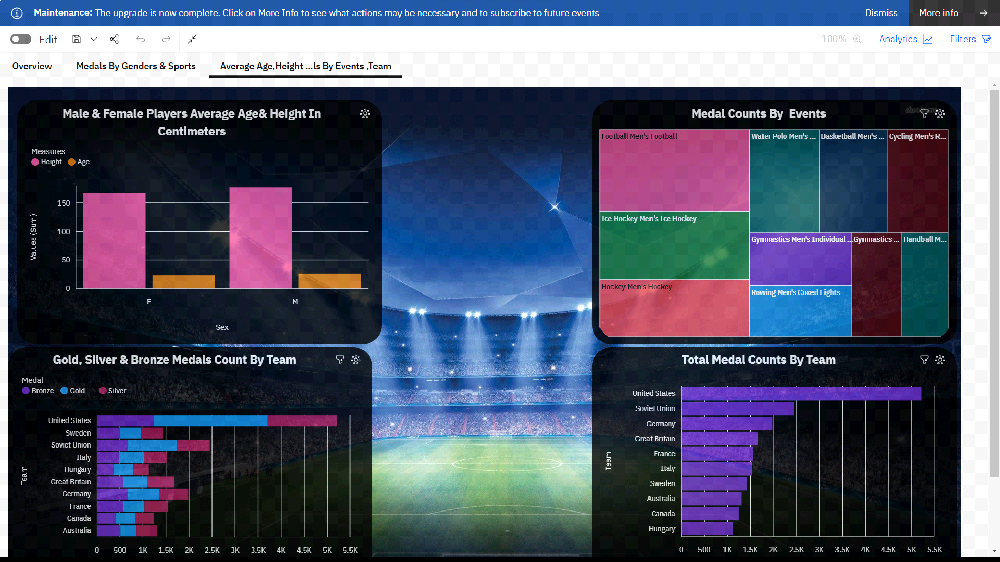 Maintenance: The upgrade is now complete. Click on More Info to see what actions may be necessary and to subscribe to future events
Dismiss
More info
Edit
100%
Analytics
Filters
Overview
Medals By Genders & Sports
Average Age,Height ...ls By Events ,Team
Male & Female Players Average Age& Height In
Centimeters
Measures
Height
Age
Values (Sum)
150
100
50
0
F
M
Sex
Medal Counts By Events
Football Men's Football
Water Polo Men's ...
Basketball Men's ...
Cycling Men's R...
Ice Hockey Men's Ice Hockey
Gymnastics Men's Individual ...
Gymnastics ...
Handball M...
Hockey Men's Hockey
Rowing Men's Coxed Eights
Gold, Silver & Bronze Medals Count By Team
Medal
Bronze
Gold
Silver
Team
United States
Sweden
Soviet Union
Italy
Hungary
Great Britain
Germany
France
Canada
Australia
0 500 1K 1.5K 2K 2.5K 3K 3.5K 4K 4.5K 5K 5.5K
Total Medal Counts By Team
Team
United States
Soviet Union
Germany
Great Britain
France
Italy
Sweden
Australia
Canada
Hungary
0 500 1K 1.5K 2K 2.5K 3K 3.5K 4K 4.5K 5K 5.5K